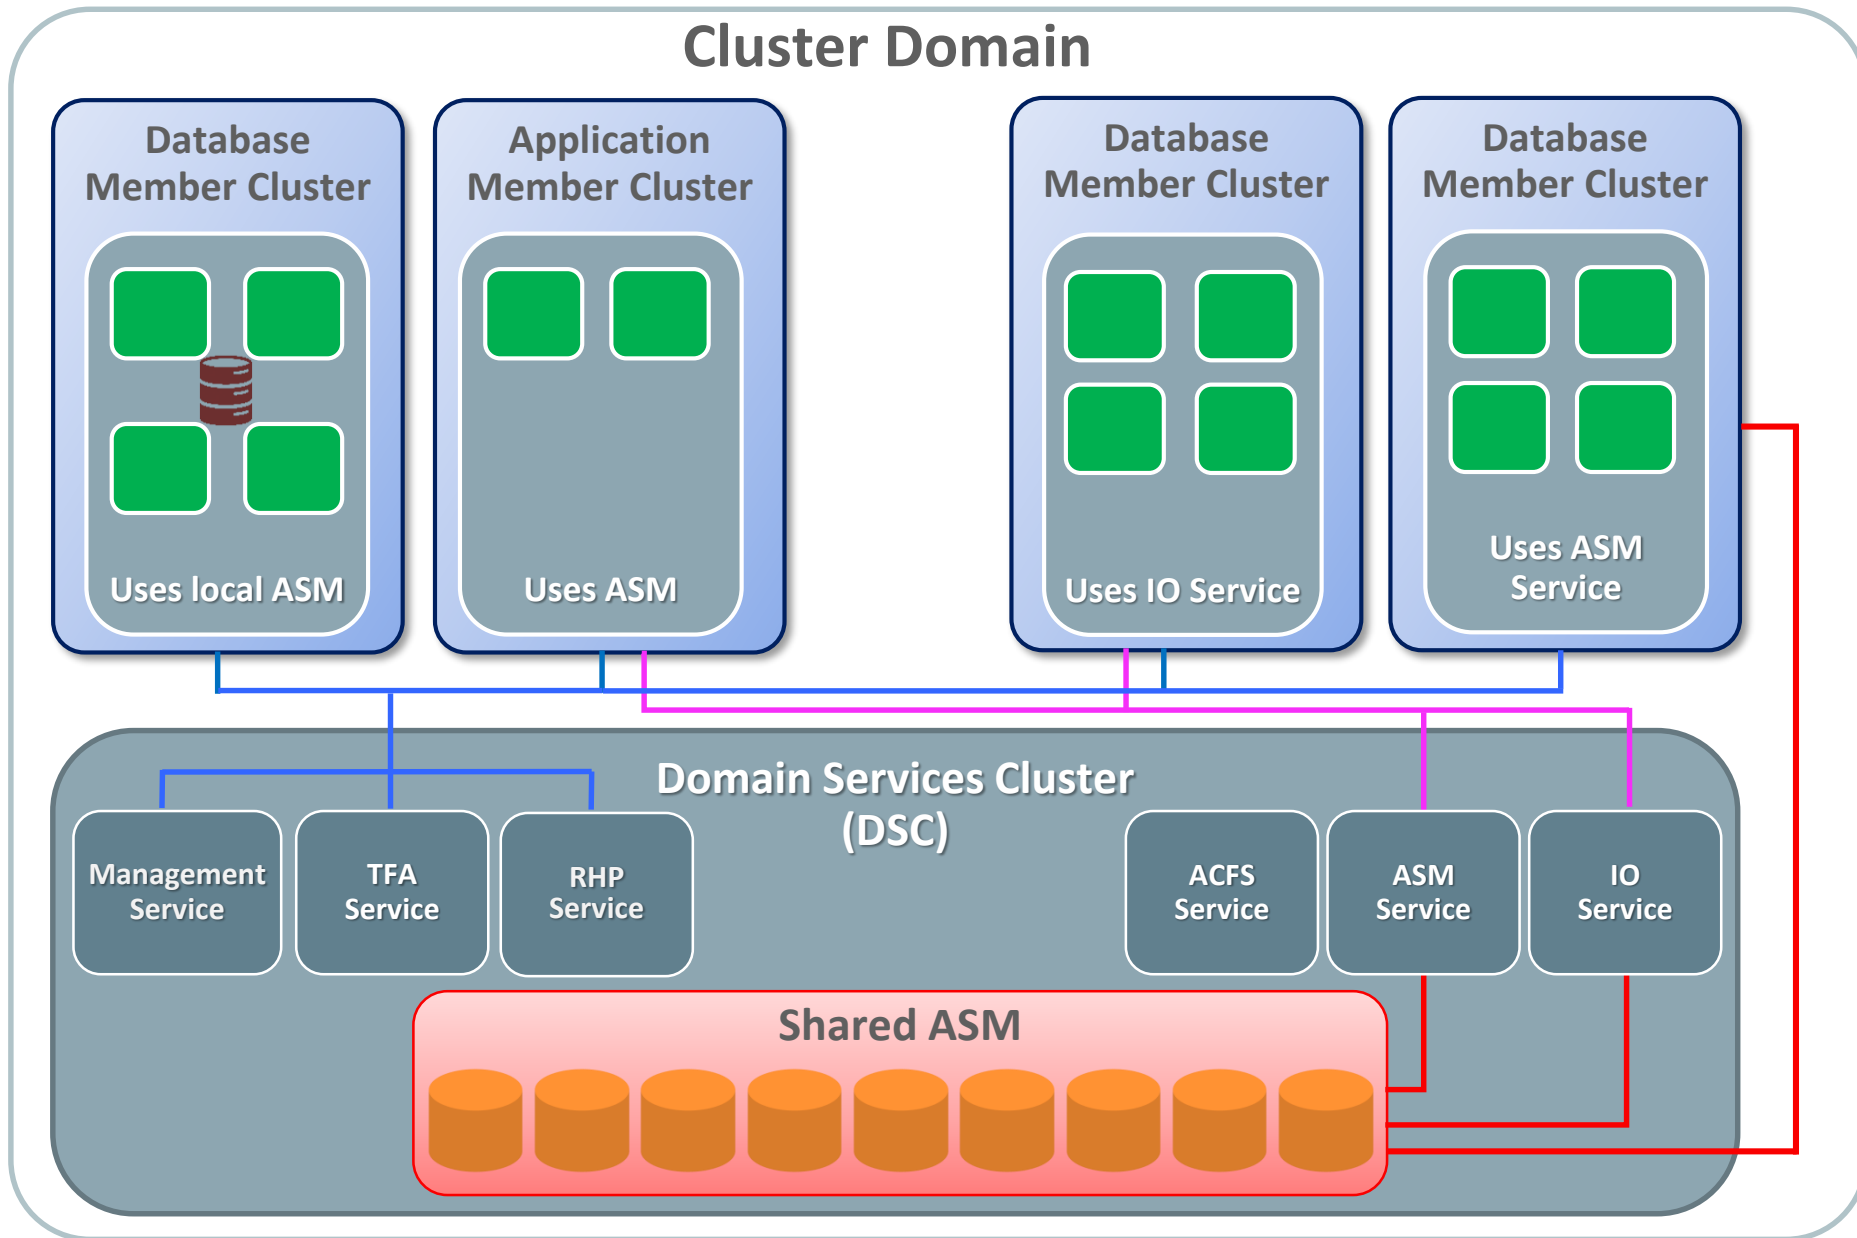 Cluster Domain
Database
Member Cluster
Uses local ASM
Application
Member Cluster
Uses ASM
Database
Member Cluster
Uses IO Service
Database
Member Cluster
Uses ASM
Service
Domain Services Cluster
(DSC)
Management
Service
TFA
Service
RHP
Service
ACFS
Service
ASM
Service
IO
Service
Shared ASM